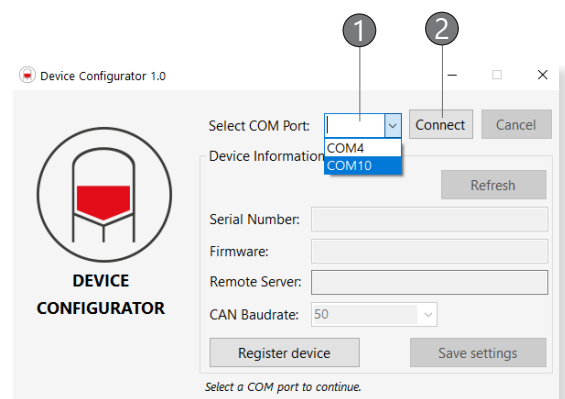 1 2
Device Configurator 1.0
Select COM Port: Connect Cancel
COM4
Device Information
COM10
Refresh
Serial Number:
Firmware:
DEVICE Remote Server:
CONFIGURATOR CAN Baudrate: 50
Register device Save settings
Select a COM port to continue.